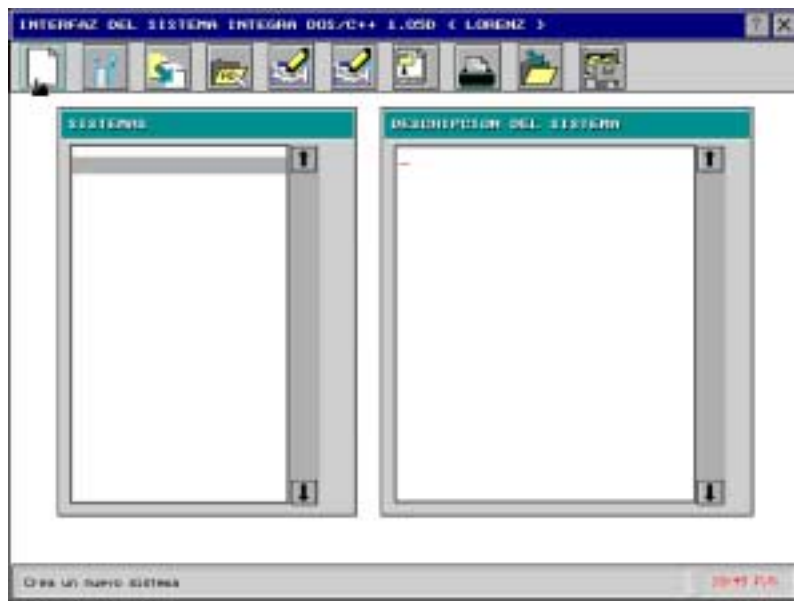 INTERFAZ DEL SISTEMA INTEGRA DOS/C++ 1.05D < LORENZ >
SISTEMAS
DESCRIPCION DEL SISTEMA
Crea un nuevo sistema